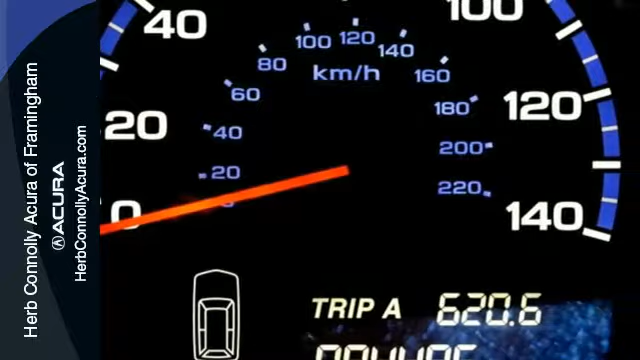 Herb Connolly Acura of Framingham
ACURA
HerbConnollyAcura.com
40
100
100 120 140
80 160
km/h
60 180
120
20
40 200
20 220
0
140
TRIP A 620.6